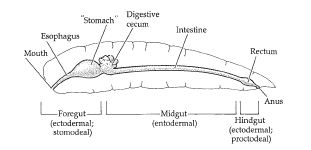 "Stomach"
Digestive
cecum
Esophagus
Intestine
Mouth
Rectum
Anus
Foregut
(ectodermal;
stomodeal)
Midgut
(entodermal)
Hindgut
(ectodermal;
proctodeal)